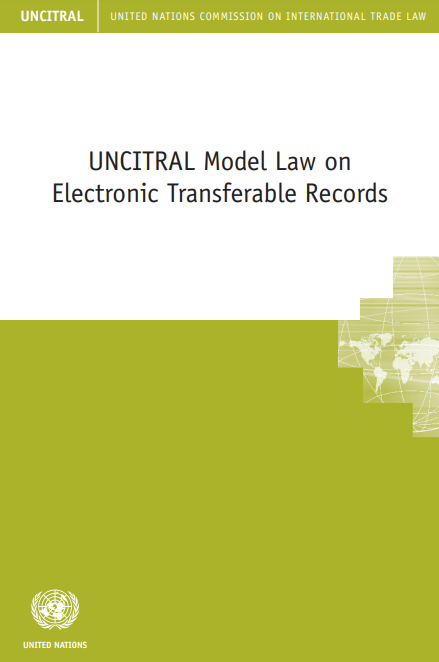 UNCITRAL UNITED NATIONS COMMISSION ON INTERNATIONAL TRADE LAW
UNCITRAL Model Law on
Electronic Transferable Records
UNITED NATIONS